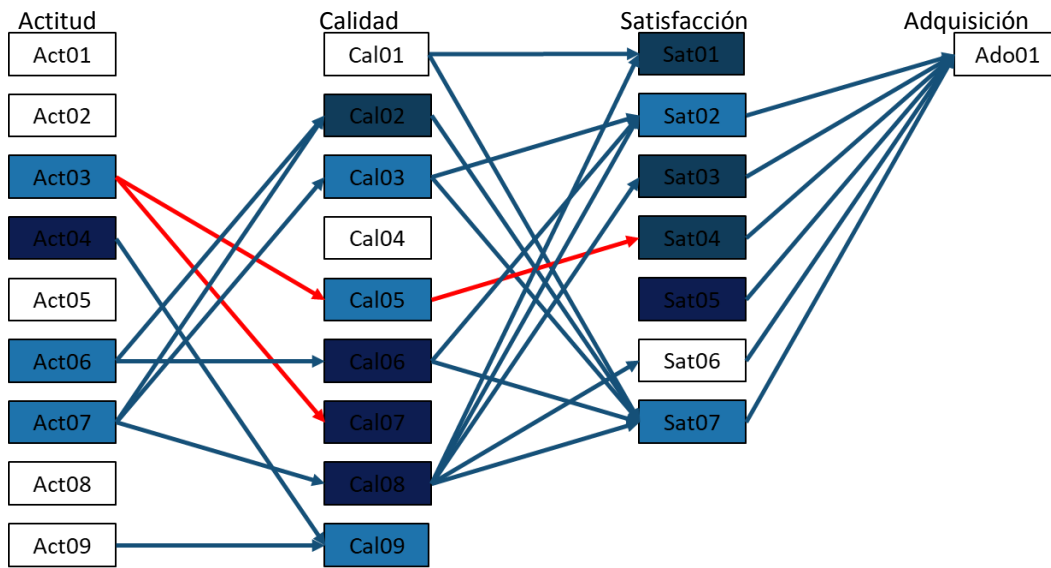 Actitud
Calidad
Satisfacción
Adquisición
Act01
Cal01
Sat01
Ado01
Act02
Cal02
Sat02
Act03
Cal03
Sat03
Act04
Cal04
Sat04
Act05
Cal05
Sat05
Act06
Cal06
Sat06
Act07
Cal07
Sat07
Act08
Cal08
Act09
Cal09